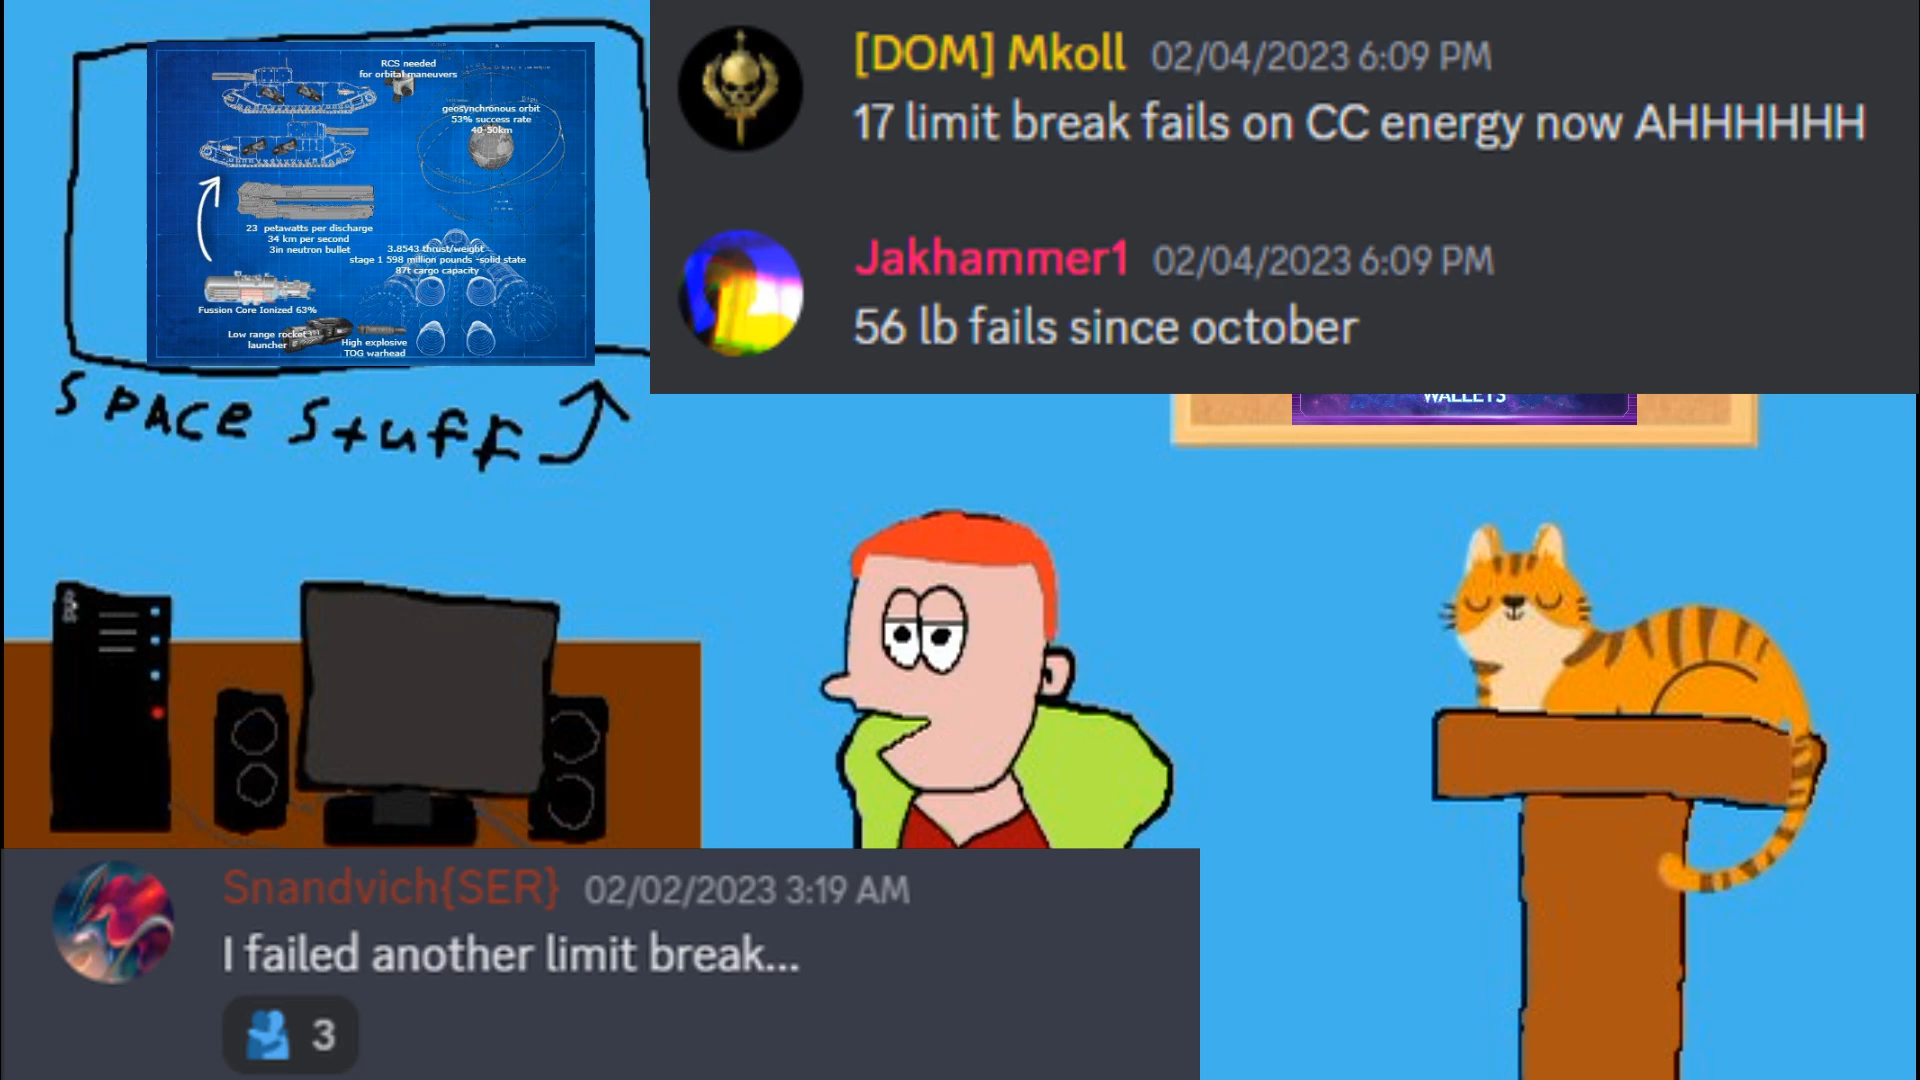 RCS needed
for orbital maneuvers
geosynchronous orbit
53% success rate
40-50km
23 petawatts per discharge
34 km per second
3in neutron bullet
3.8543 thrust/weight
stage 1 598 million pounds -solid state
87t cargo capacity
Fussion Core Ionized 63%
Low range rocket
launcher
High explosive
TOG warhead
SPACE Stuff
[DOM] Mkoll 02/04/2023 6:09 PM
17 limit break fails on CC energy now AHHHHHH
Jakhammer1 02/04/2023 6:09 PM
56 lb fails since october
WALLETS
Snandvich{SER} 02/02/2023 3:19 AM
I failed another limit break...
3